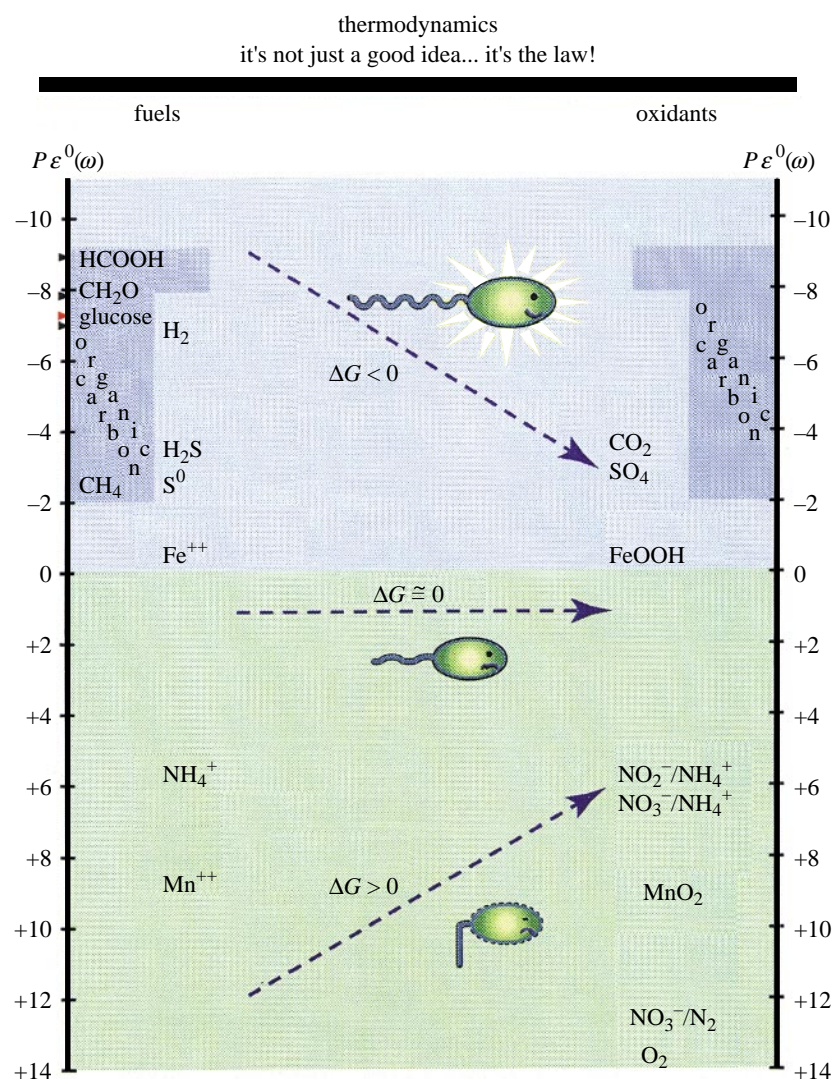 thermodynamics
it's not just a good idea... it's the law!
fuels oxidants
Pε⁰(ω) Pε⁰(ω)
–10 –10
HCOOH
–8 CH₂O –8
glucose
H₂
organic carbon organic carbon
–6 –6
ΔG < 0
–4 –4
H₂S CO₂
CH₄ S⁰ SO₄
–2 –2
Fe⁺⁺ FeOOH
0 0
ΔG ≅ 0
+2 +2
+4 +4
NH₄⁺ NO₂⁻/NH₄⁺
+6 +6
NO₃⁻/NH₄⁺
+8 +8
Mn⁺⁺ ΔG > 0 MnO₂
+10 +10
+12 +12
NO₃⁻/N₂
O₂
+14 +14